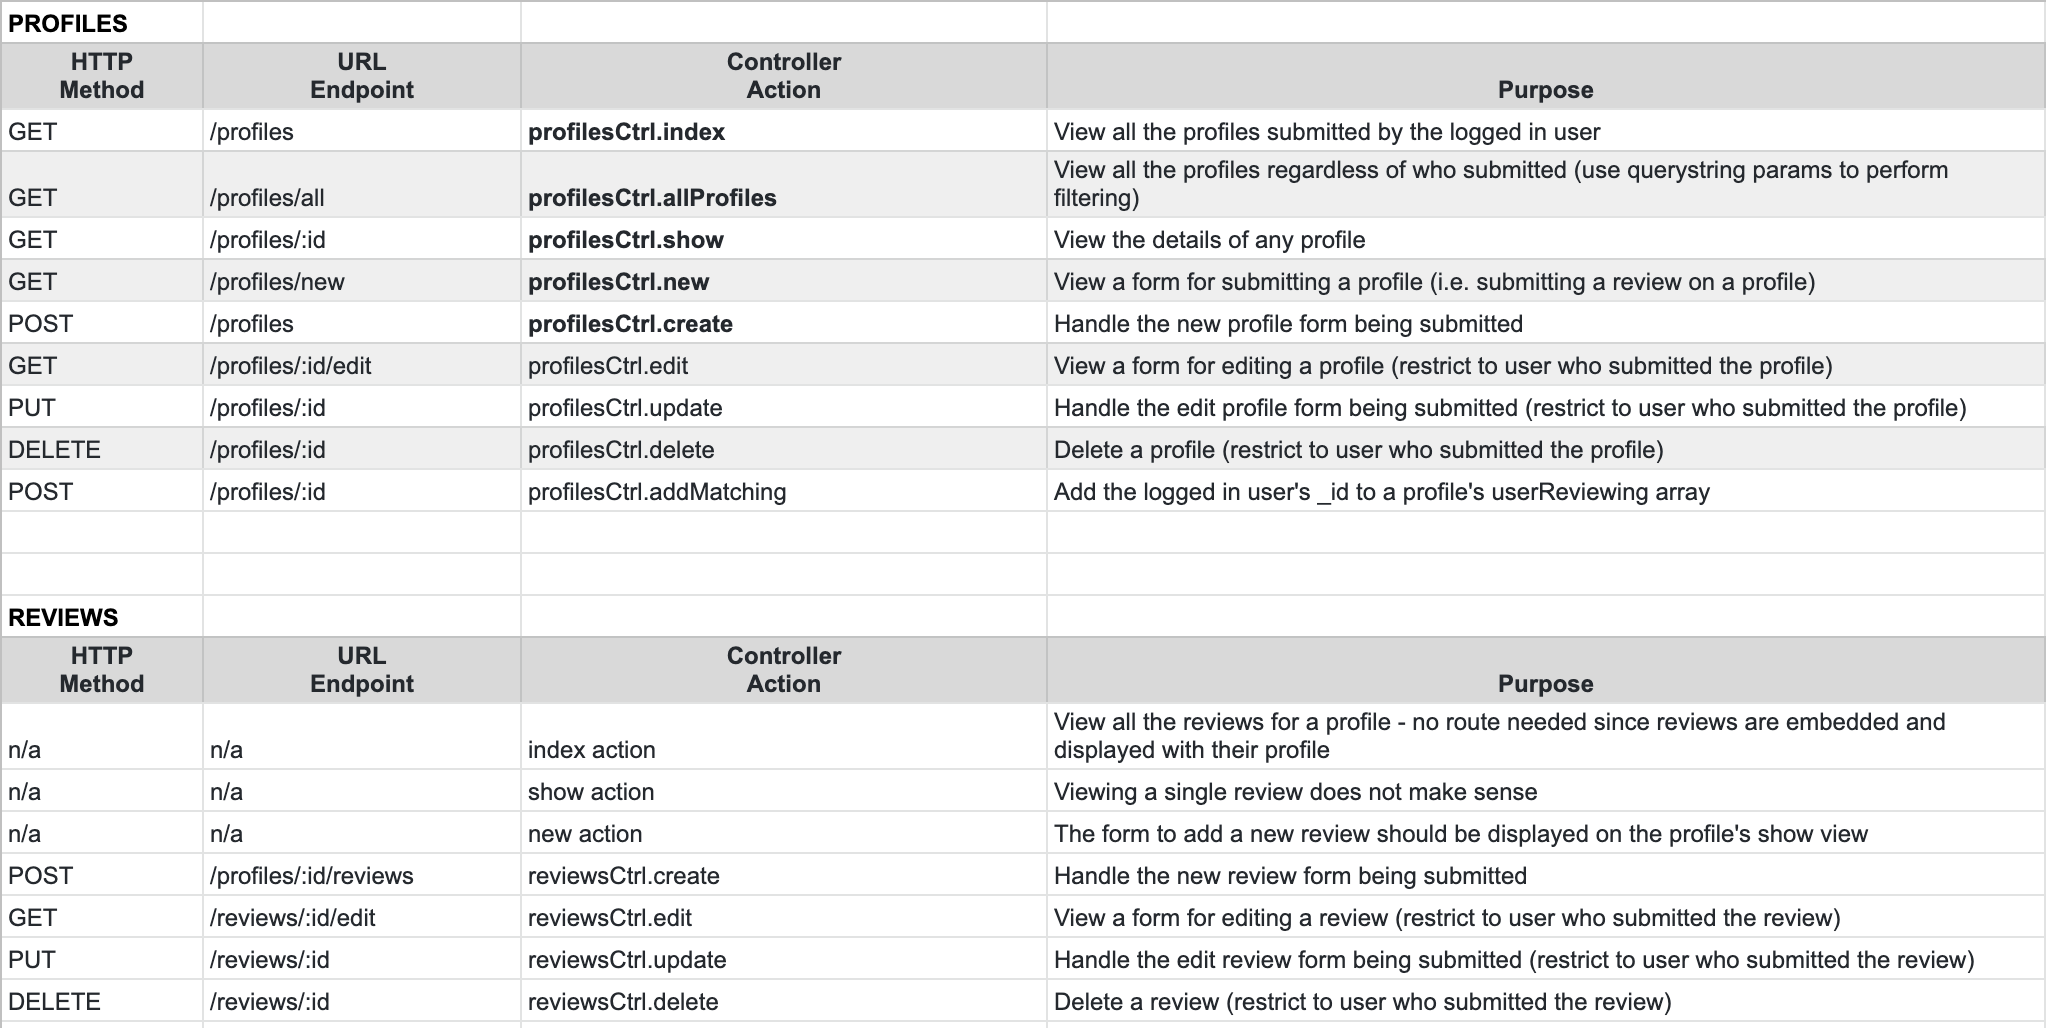 PROFILES
HTTP Method URL Endpoint Controller Action Purpose
GET /profiles profilesCtrl.index View all the profiles submitted by the logged in user
GET /profiles/all profilesCtrl.allProfiles View all the profiles regardless of who submitted (use querystring params to perform filtering)
GET /profiles/:id profilesCtrl.show View the details of any profile
GET /profiles/new profilesCtrl.new View a form for submitting a profile (i.e. submitting a review on a profile)
POST /profiles profilesCtrl.create Handle the new profile form being submitted
GET /profiles/:id/edit profilesCtrl.edit View a form for editing a profile (restrict to user who submitted the profile)
PUT /profiles/:id profilesCtrl.update Handle the edit profile form being submitted (restrict to user who submitted the profile)
DELETE /profiles/:id profilesCtrl.delete Delete a profile (restrict to user who submitted the profile)
POST /profiles/:id profilesCtrl.addMatching Add the logged in user's _id to a profile's userReviewing array
REVIEWS
HTTP Method URL Endpoint Controller Action Purpose
n/a n/a index action View all the reviews for a profile - no route needed since reviews are embedded and displayed with their profile
n/a n/a show action Viewing a single review does not make sense
n/a n/a new action The form to add a new review should be displayed on the profile's show view
POST /profiles/:id/reviews reviewsCtrl.create Handle the new review form being submitted
GET /reviews/:id/edit reviewsCtrl.edit View a form for editing a review (restrict to user who submitted the review)
PUT /reviews/:id reviewsCtrl.update Handle the edit review form being submitted (restrict to user who submitted the review)
DELETE /reviews/:id reviewsCtrl.delete Delete a review (restrict to user who submitted the review)